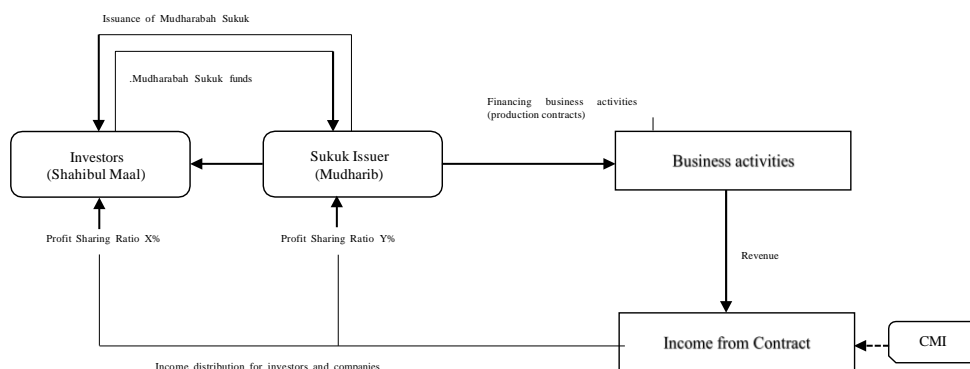 Issuance of Mudharabah Sukuk
.Mudharabah Sukuk funds
Financing business activities
(production contracts)
Investors
(Shahibul Maal)
Sukuk Issuer
(Mudharib)
Business activities
Profit Sharing Ratio X%
Profit Sharing Ratio Y%
Revenue
Income from Contract
CMI
Income distribution for investors and companies